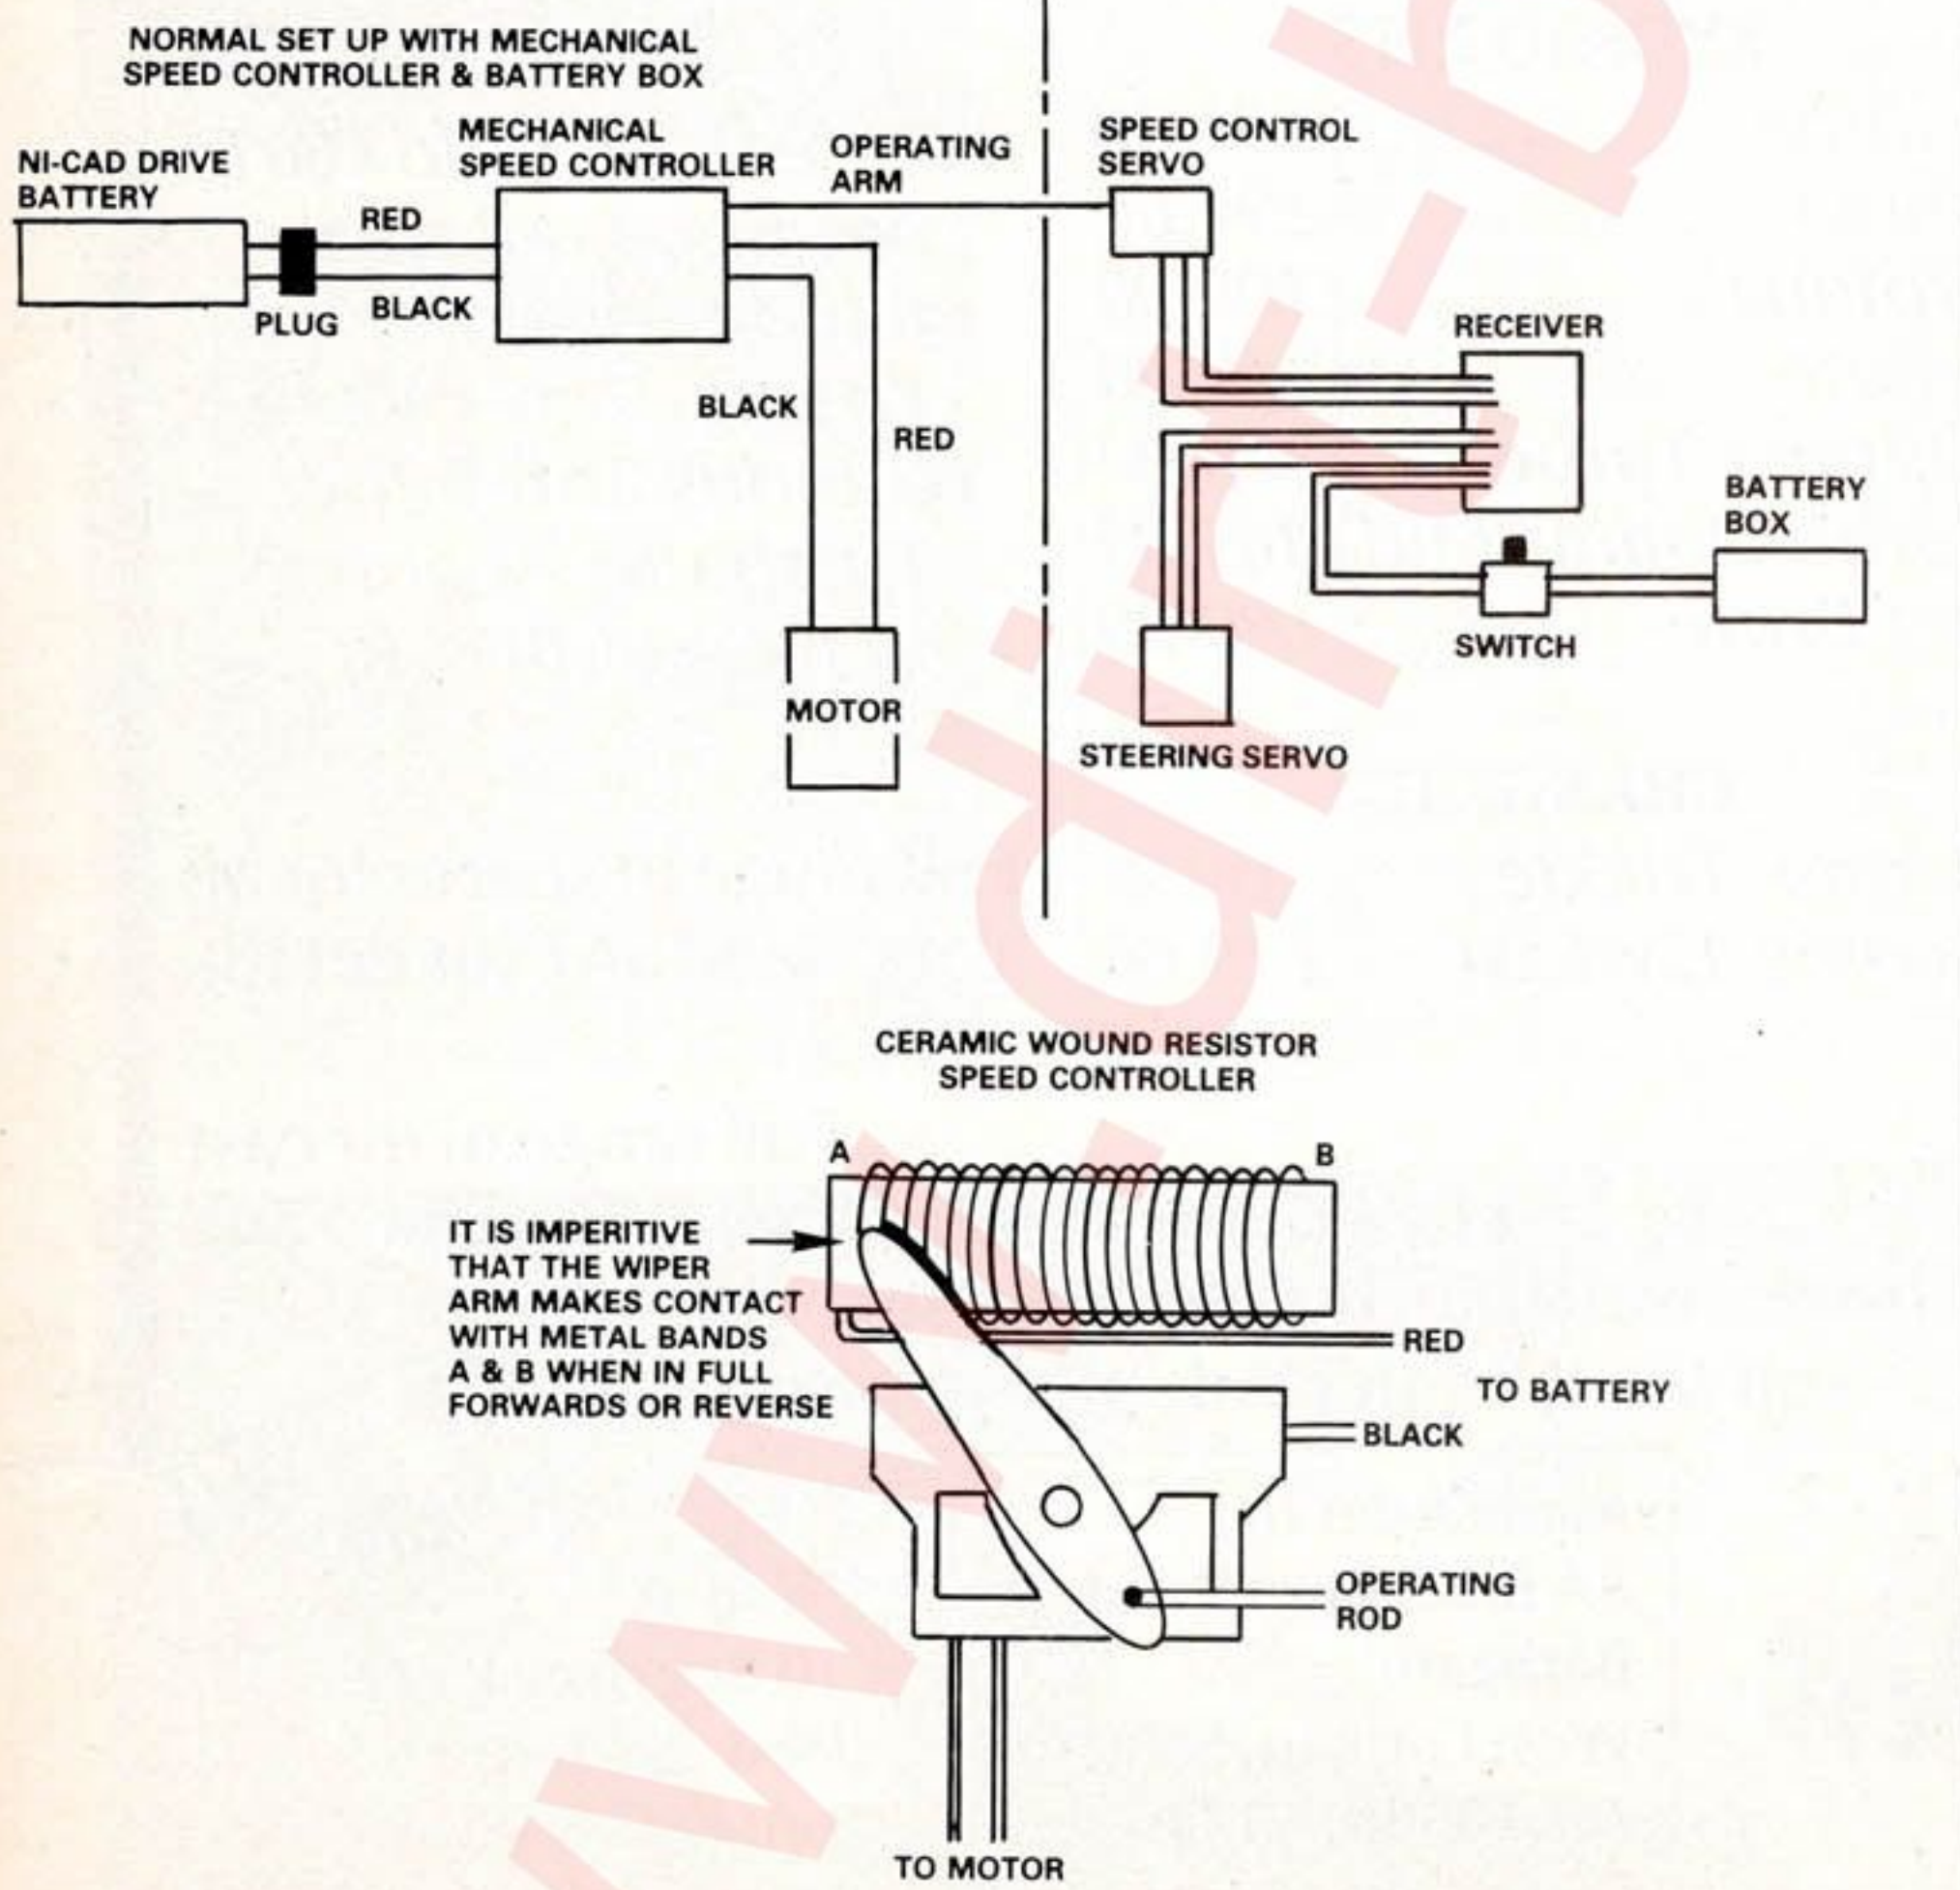 NORMAL SET UP WITH MECHANICAL
SPEED CONTROLLER & BATTERY BOX
NI-CAD DRIVE
BATTERY
RED
BLACK
PLUG
MECHANICAL
SPEED CONTROLLER
OPERATING
ARM
SPEED CONTROL
SERVO
RECEIVER
BLACK
RED
BATTERY
BOX
SWITCH
MOTOR
STEERING SERVO
CERAMIC WOUND RESISTOR
SPEED CONTROLLER
A
B
IT IS IMPERITIVE
THAT THE WIPER
ARM MAKES CONTACT
WITH METAL BANDS
A & B WHEN IN FULL
FORWARDS OR REVERSE
RED
TO BATTERY
BLACK
OPERATING
ROD
TO MOTOR